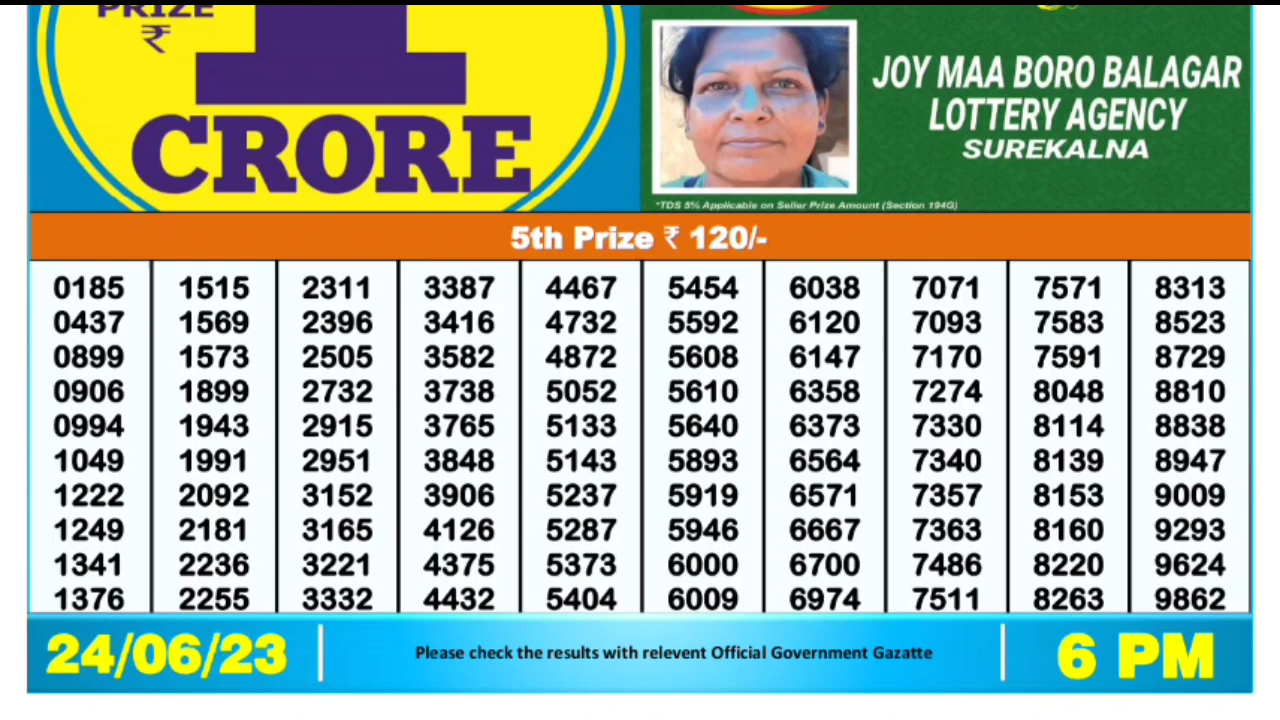 PRIZE
₹
1
CRORE
JOY MAA BORO BALAGAR
LOTTERY AGENCY
SUREKALNA
*TDS 5% Applicable on Seller Prize Amount (Section 194G)
5th Prize ₹ 120/-
0185 1515 2311 3387 4467 5454 6038 7071 7571 8313
0437 1569 2396 3416 4732 5592 6120 7093 7583 8523
0899 1573 2505 3582 4872 5608 6147 7170 7591 8729
0906 1899 2732 3738 5052 5610 6358 7274 8048 8810
0994 1943 2915 3765 5133 5640 6373 7330 8114 8838
1049 1991 2951 3848 5143 5893 6564 7340 8139 8947
1222 2092 3152 3906 5237 5919 6571 7357 8153 9009
1249 2181 3165 4126 5287 5946 6667 7363 8160 9293
1341 2236 3221 4375 5373 6000 6700 7486 8220 9624
1376 2255 3332 4432 5404 6009 6974 7511 8263 9862
24/06/23
Please check the results with relevent Official Government Gazatte
6 PM